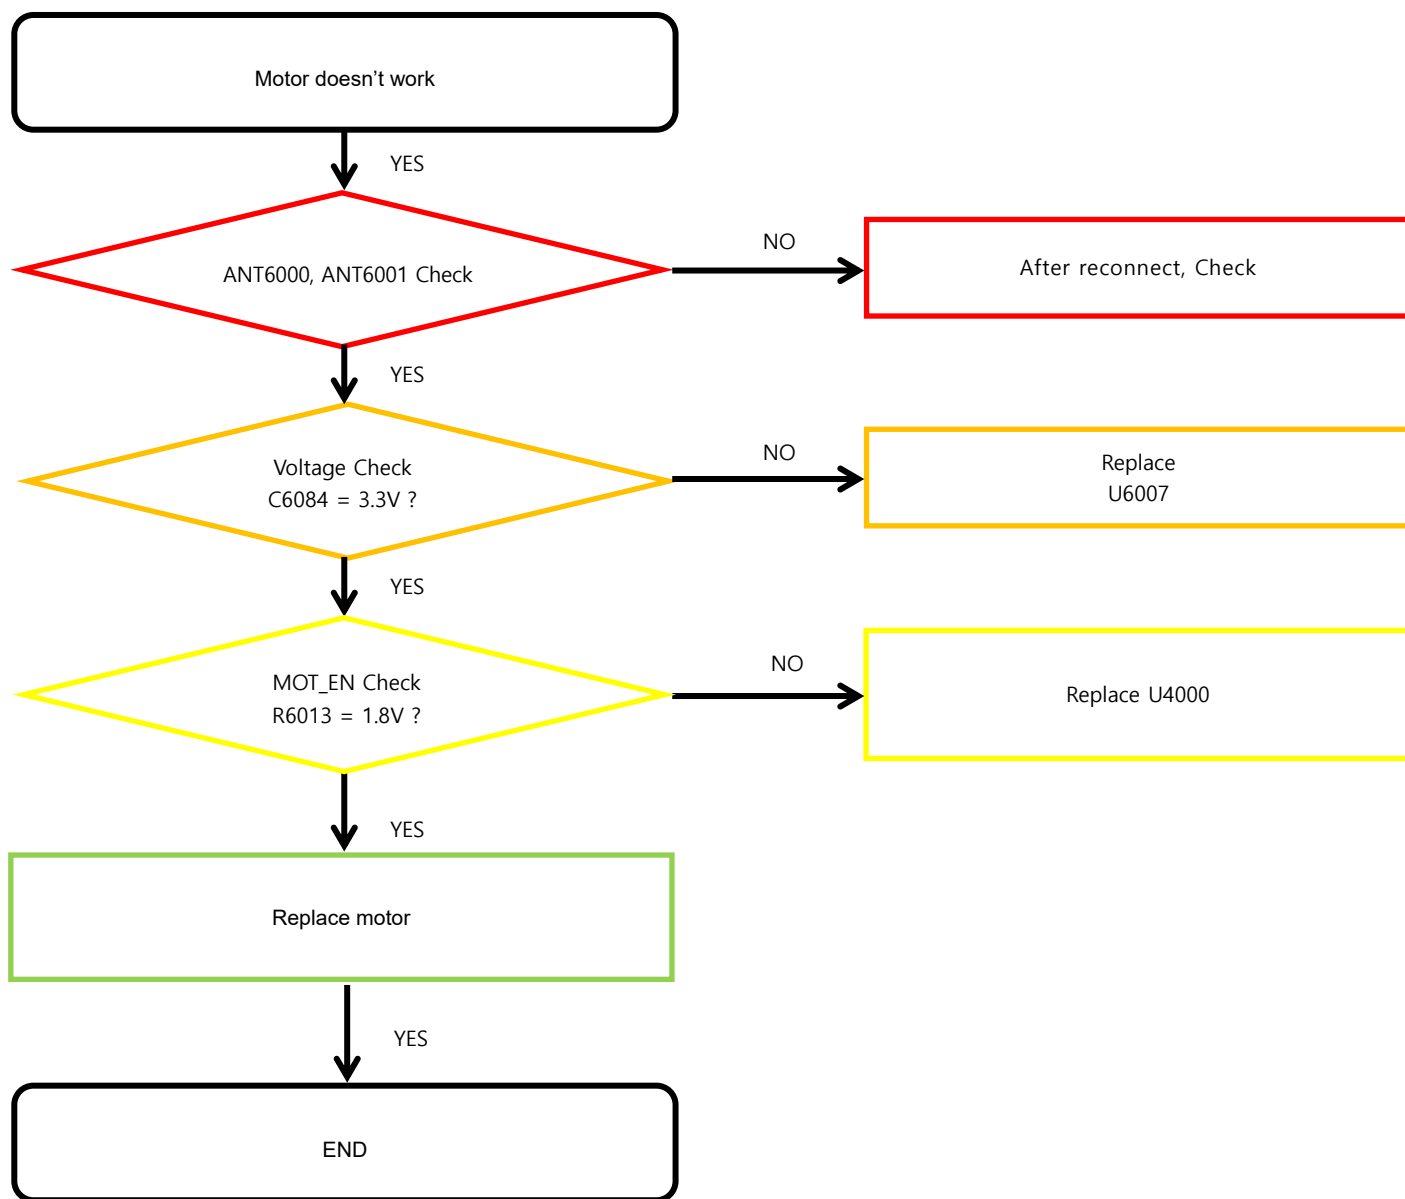 Motor doesn’t work
YES
ANT6000, ANT6001 Check
NO
After reconnect, Check
YES
Voltage Check
C6084 = 3.3V ?
NO
Replace
U6007
YES
MOT_EN Check
R6013 = 1.8V ?
NO
Replace U4000
YES
Replace motor
YES
END